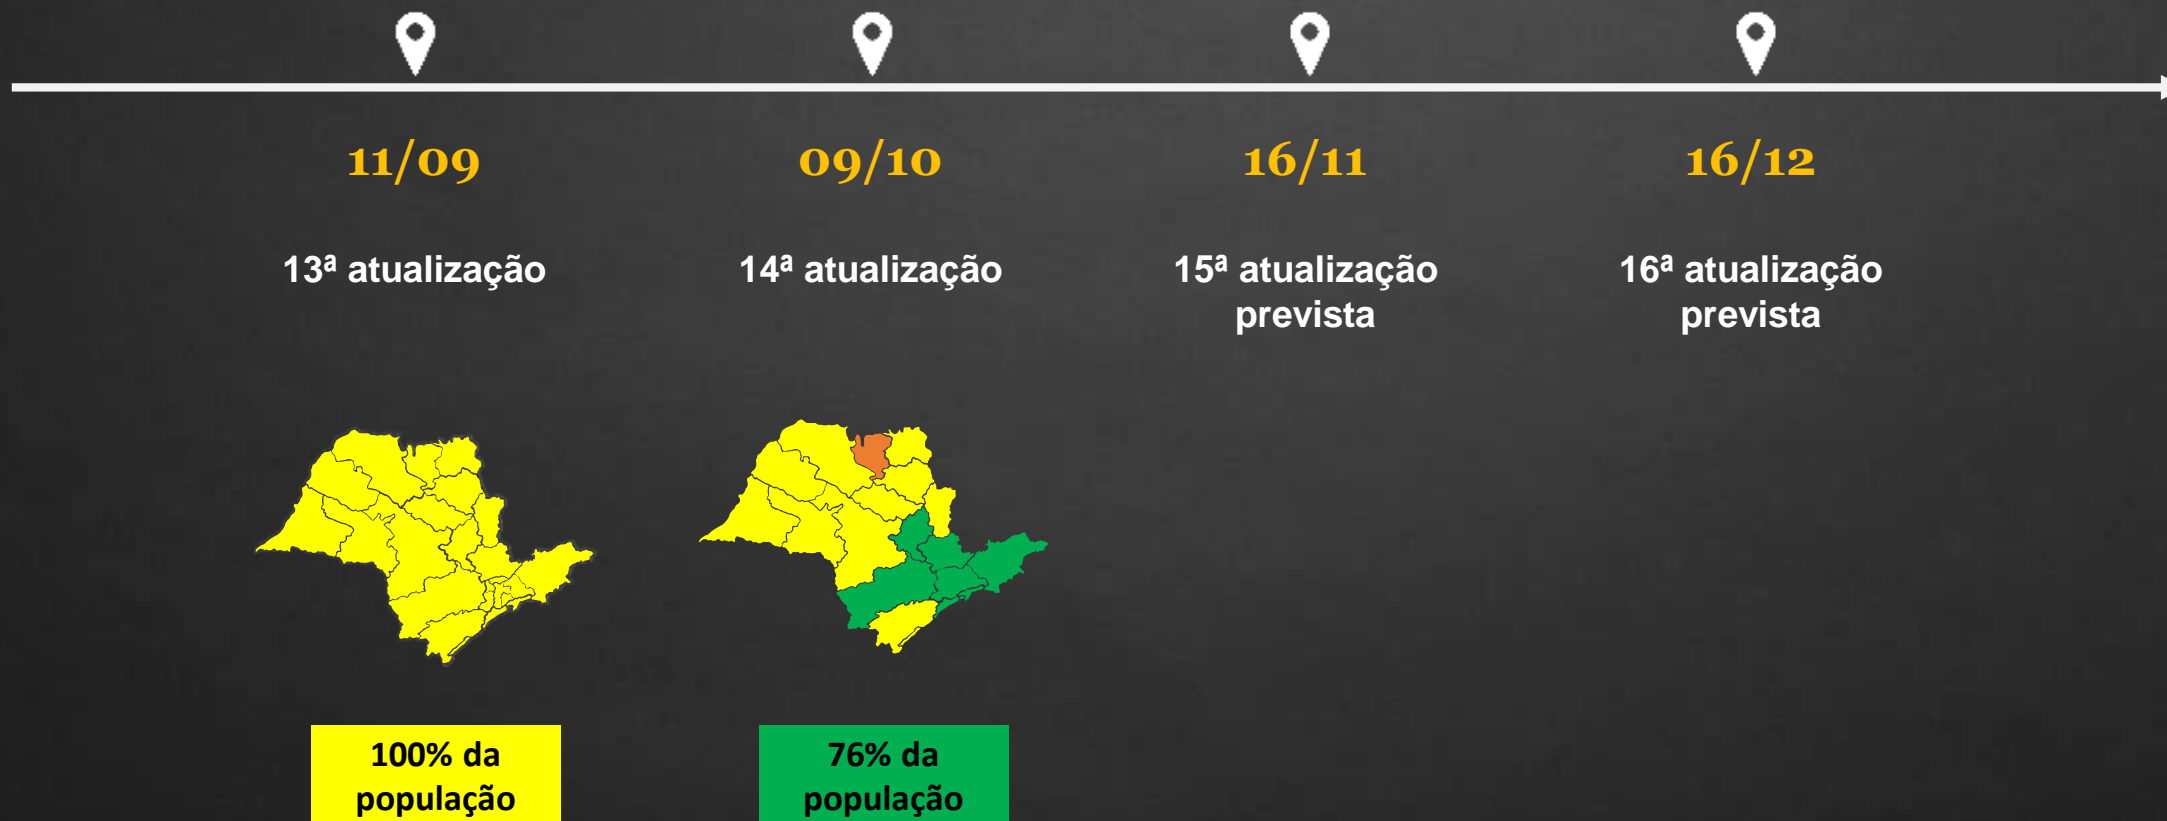 11/09
09/10
16/11
16/12
13ª atualização
14ª atualização
15ª atualização
prevista
16ª atualização
prevista
100% da
população
76% da
população